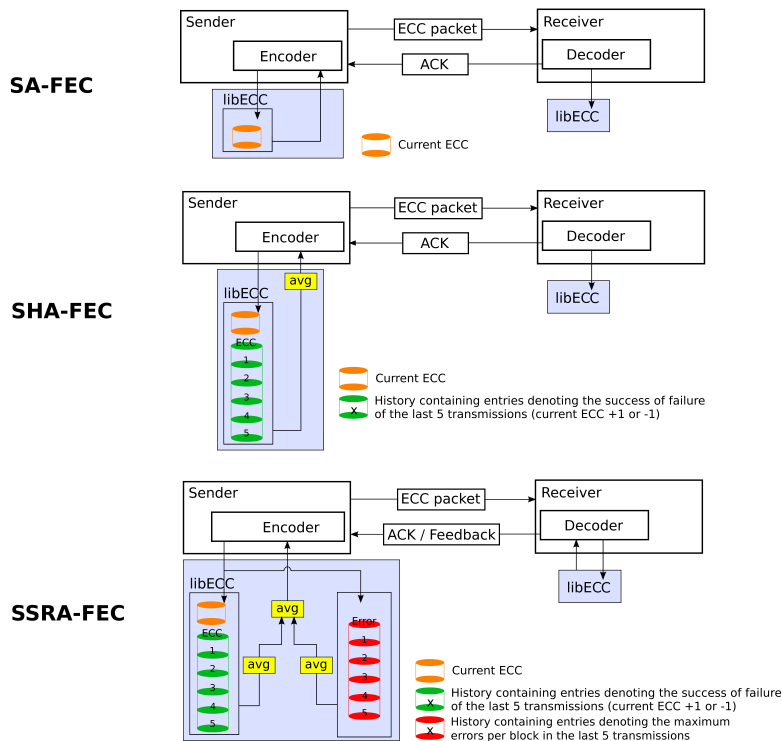 SA-FEC
Sender
Encoder
ECC packet
ACK
Receiver
Decoder
libECC
libECC
Current ECC
SHA-FEC
Sender
Encoder
ECC packet
ACK
Receiver
Decoder
avg
libECC
libECC
ECC
1
2
3
4
5
Current ECC
x
History containing entries denoting the success of failure
of the last 5 transmissions (current ECC +1 or -1)
SSRA-FEC
Sender
Encoder
ECC packet
ACK / Feedback
Receiver
Decoder
libECC
libECC
avg
avg
avg
ECC
1
2
3
4
5
Error
1
2
3
4
5
Current ECC
x
History containing entries denoting the success of failure
of the last 5 transmissions (current ECC +1 or -1)
x
History containing entries denoting the maximum
errors per block in the last 5 transmissions